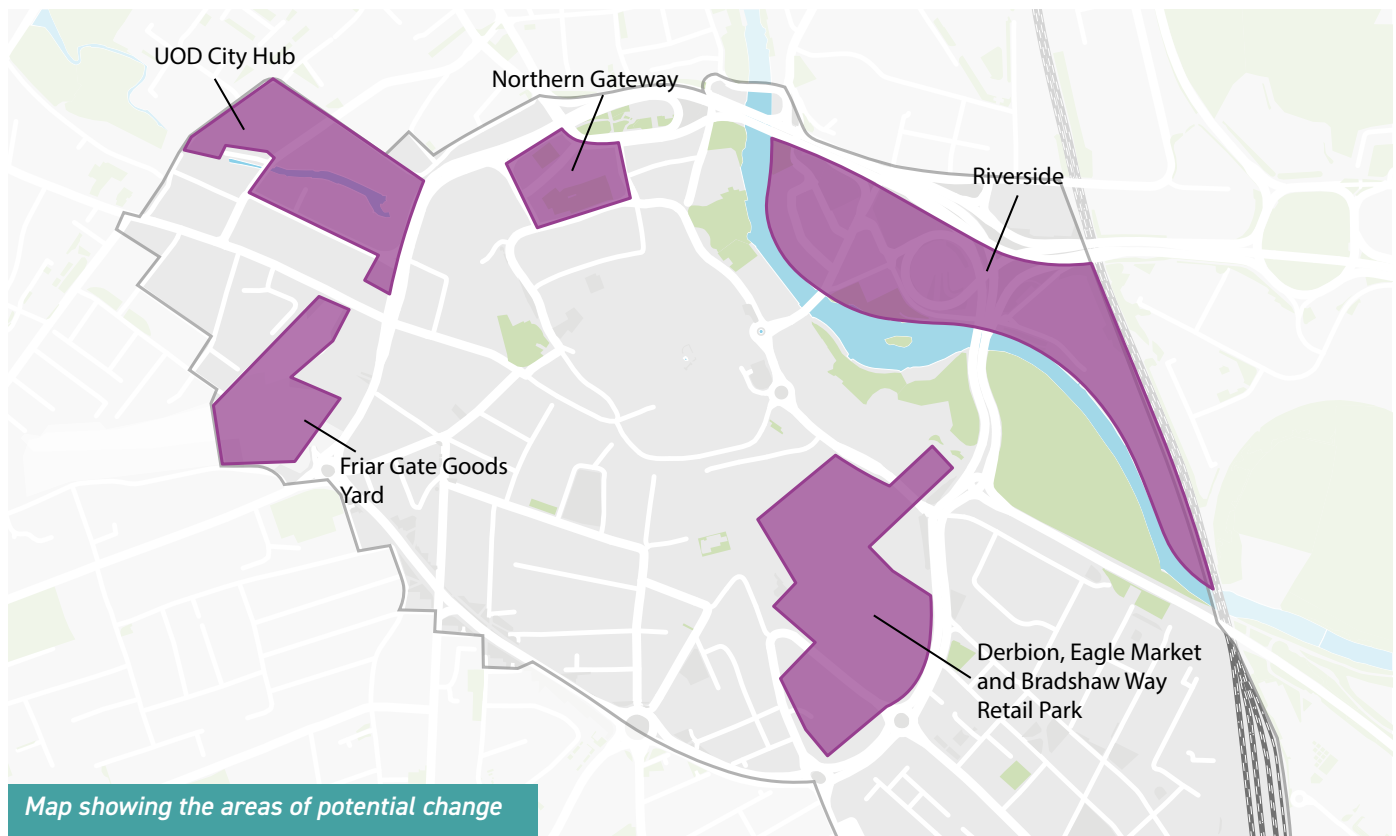 UOD City Hub
Northern Gateway
Riverside
Friar Gate Goods
Yard
Derbion, Eagle Market
and Bradshaw Way
Retail Park
Map showing the areas of potential change